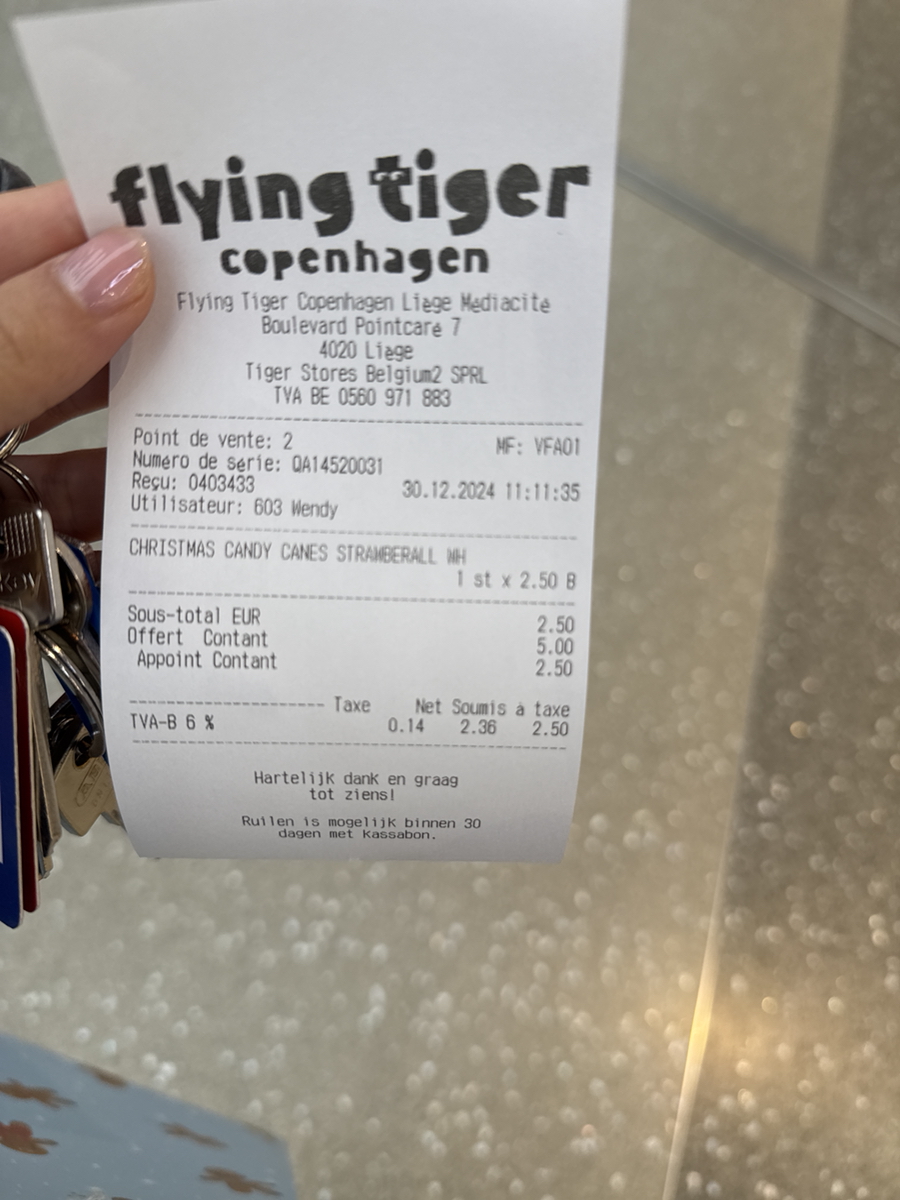 flying tiger
copenhagen
Flying Tiger Copenhagen Liège Mediacité
Boulevard Pointcaré 7
4020 Liège
Tiger Stores Belgium2 SPRL
TVA BE 0560 971 883
Point de vente: 2 MF: VFA01
Numéro de série: QA14520031
Reçu: 0403433 30.12.2024 11:11:35
Utilisateur: 603 Wendy
CHRISTMAS CANDY CANES STRAWBERALL WH
1 st x 2.50 B
Sous-total EUR 2.50
Offert Contant 5.00
Appoint Contant 2.50
Taxe Net Soumis à taxe
TVA-B 6 % 0.14 2.36 2.50
Hartelijk dank en graag
tot ziens!
Ruilen is mogelijk binnen 30
dagen met kassabon.